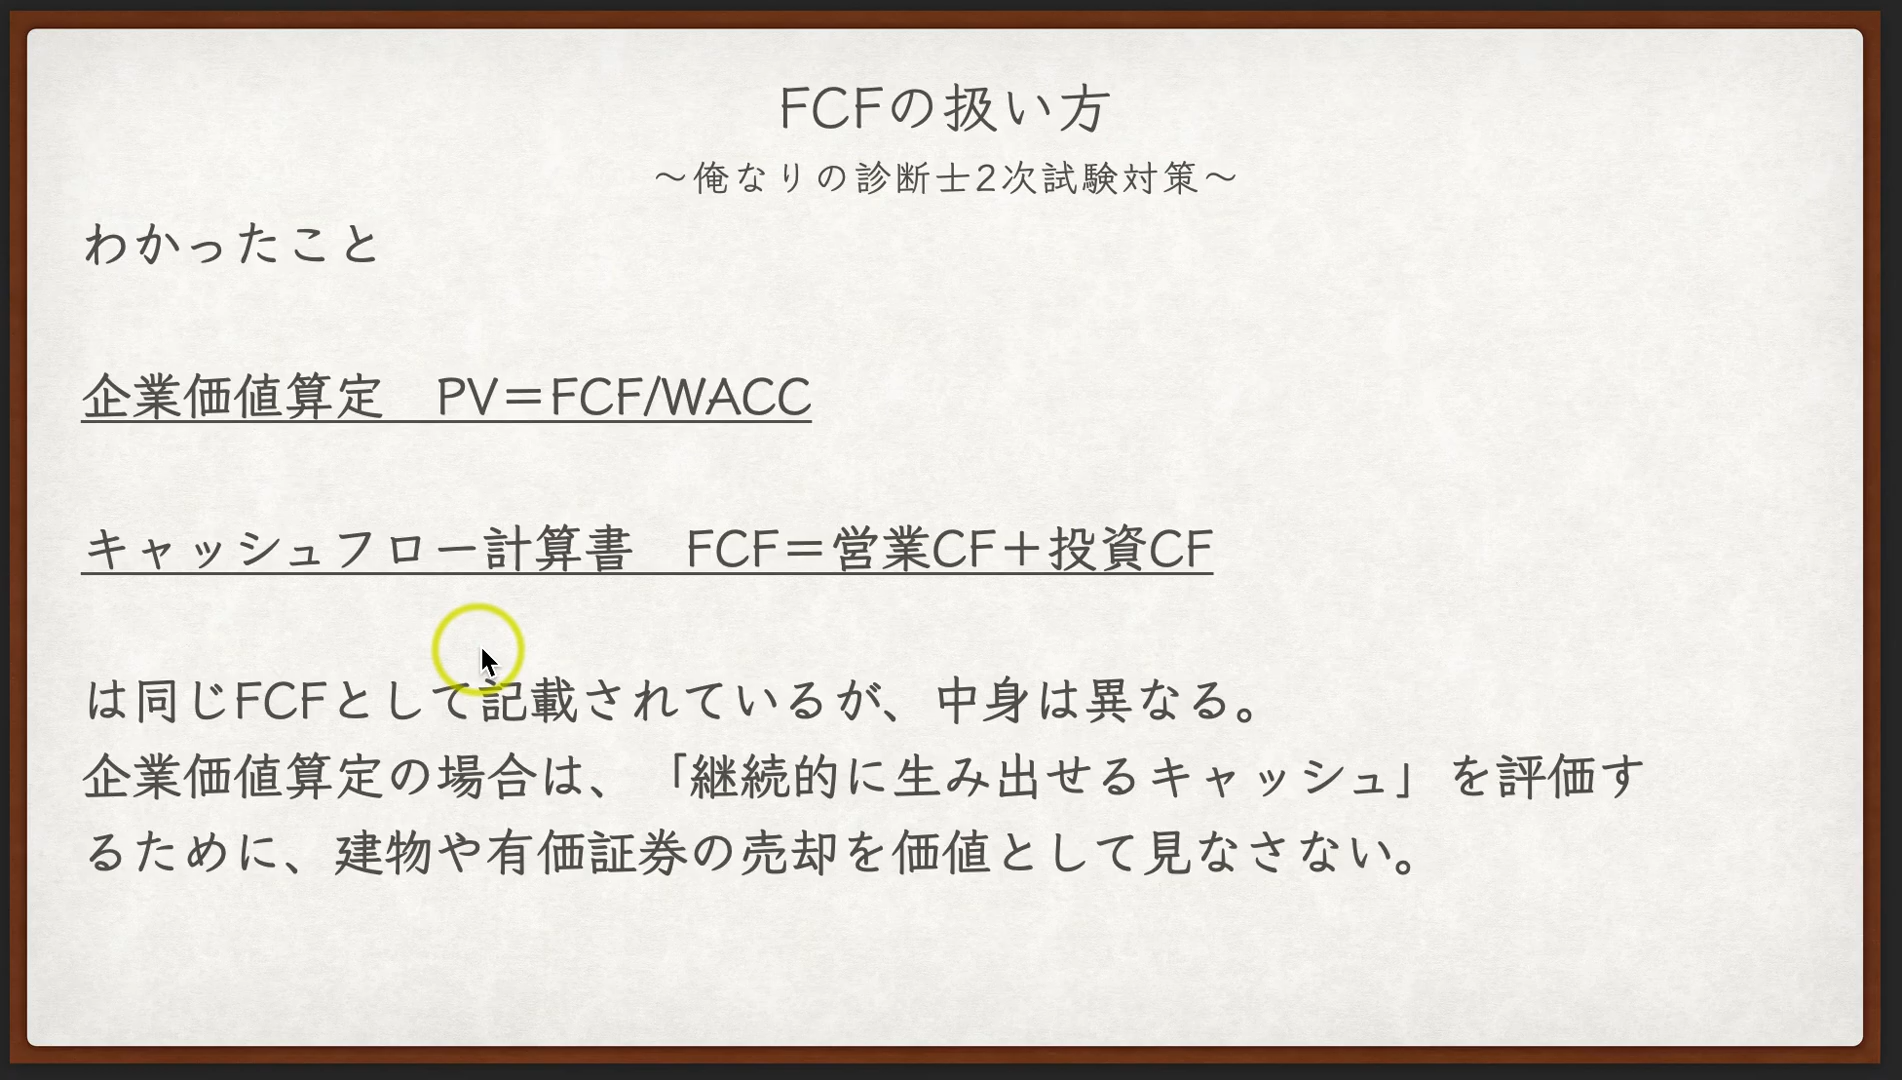 FCFの扱い方
～俺なりの診断士2次試験対策～
わかったこと
企業価値算定　PV＝FCF/WACC
キャッシュフロー計算書　FCF＝営業CF＋投資CF
は同じFCFとして記載されているが、中身は異なる。
企業価値算定の場合は、「継続的に生み出せるキャッシュ」を評価す
るために、建物や有価証券の売却を価値として見なさない。